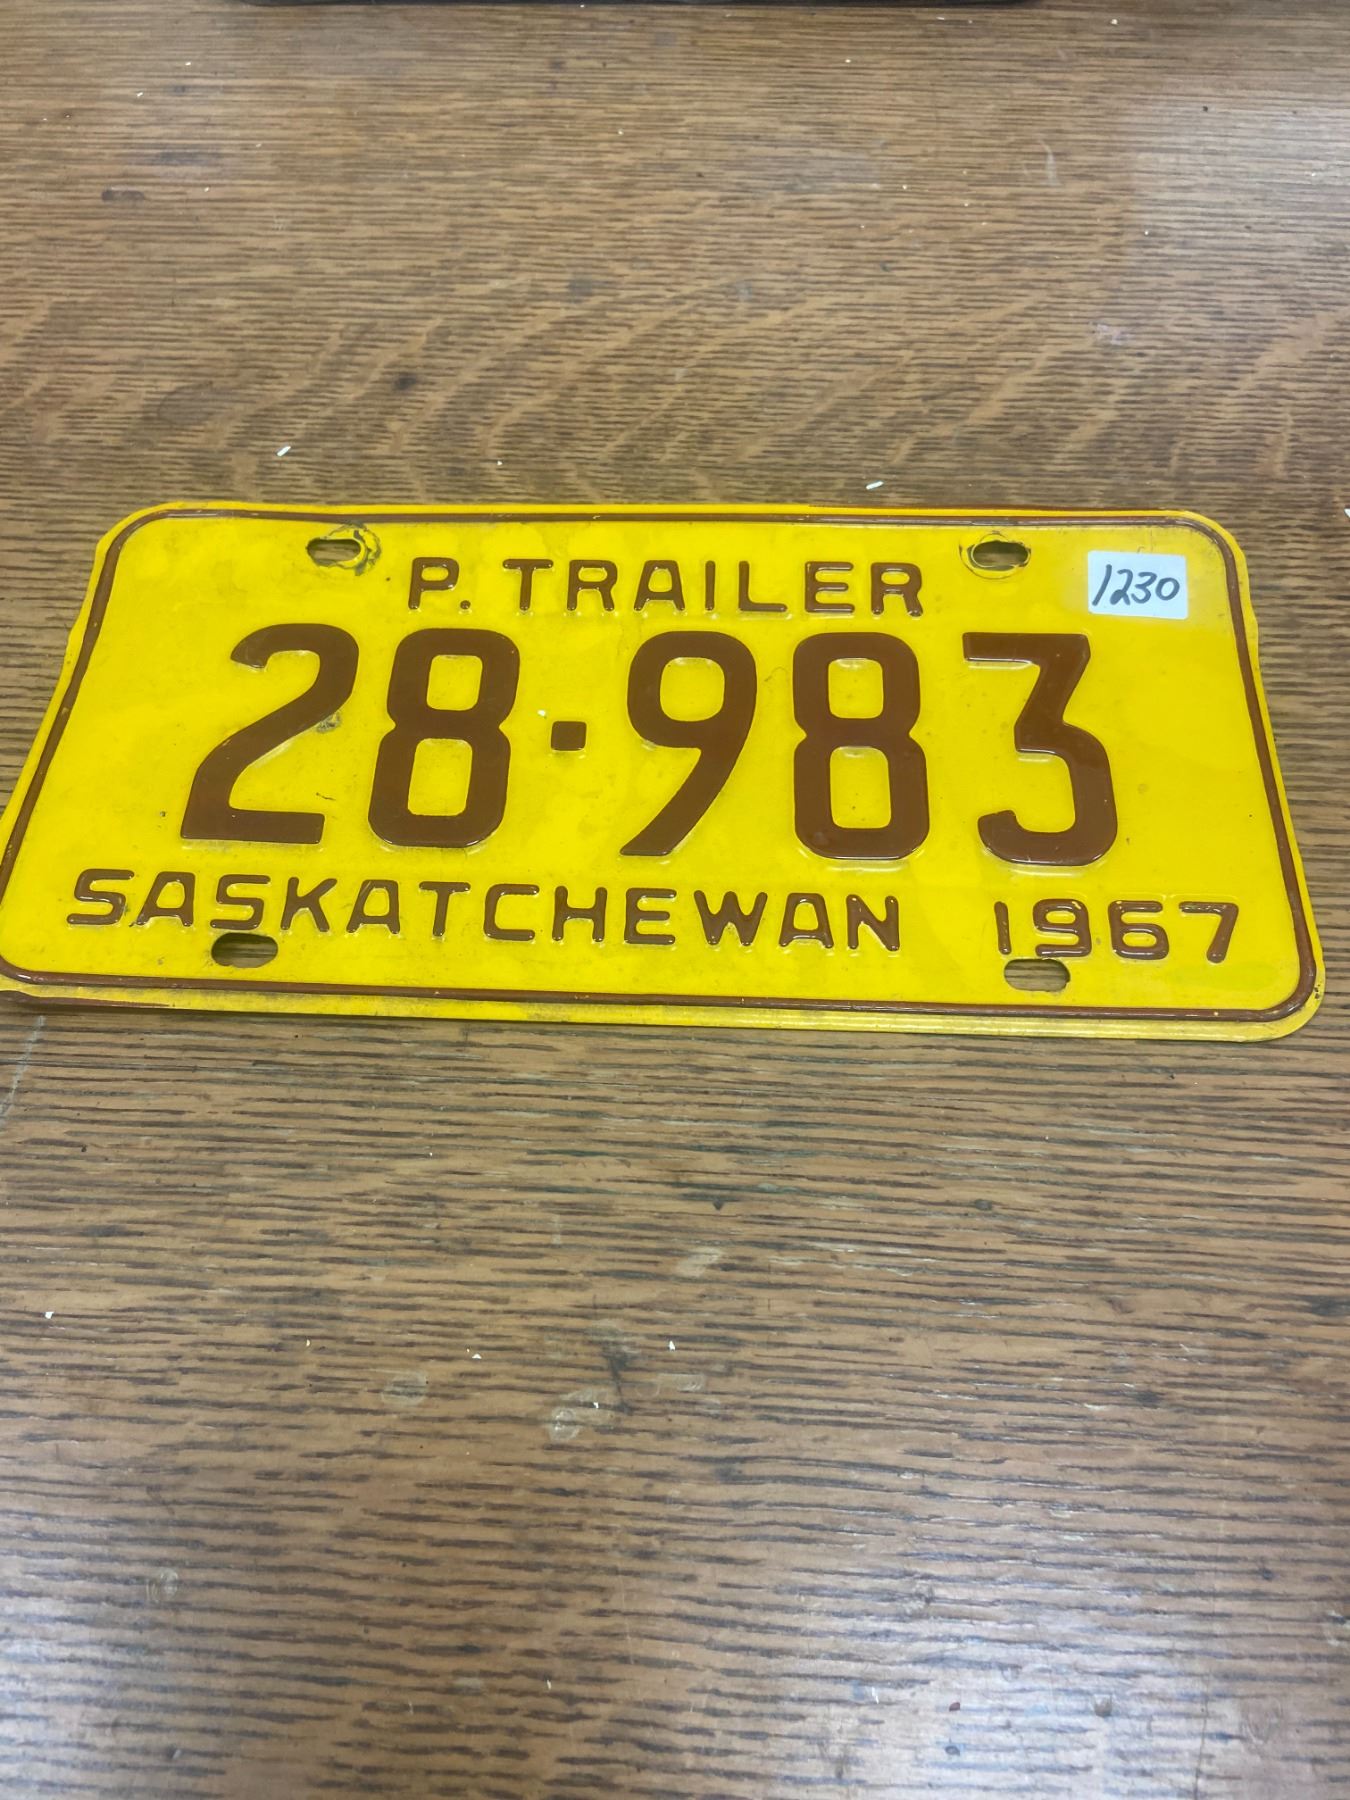 P. TRAILER
1230
28·983
SASKATCHEWAN 1967